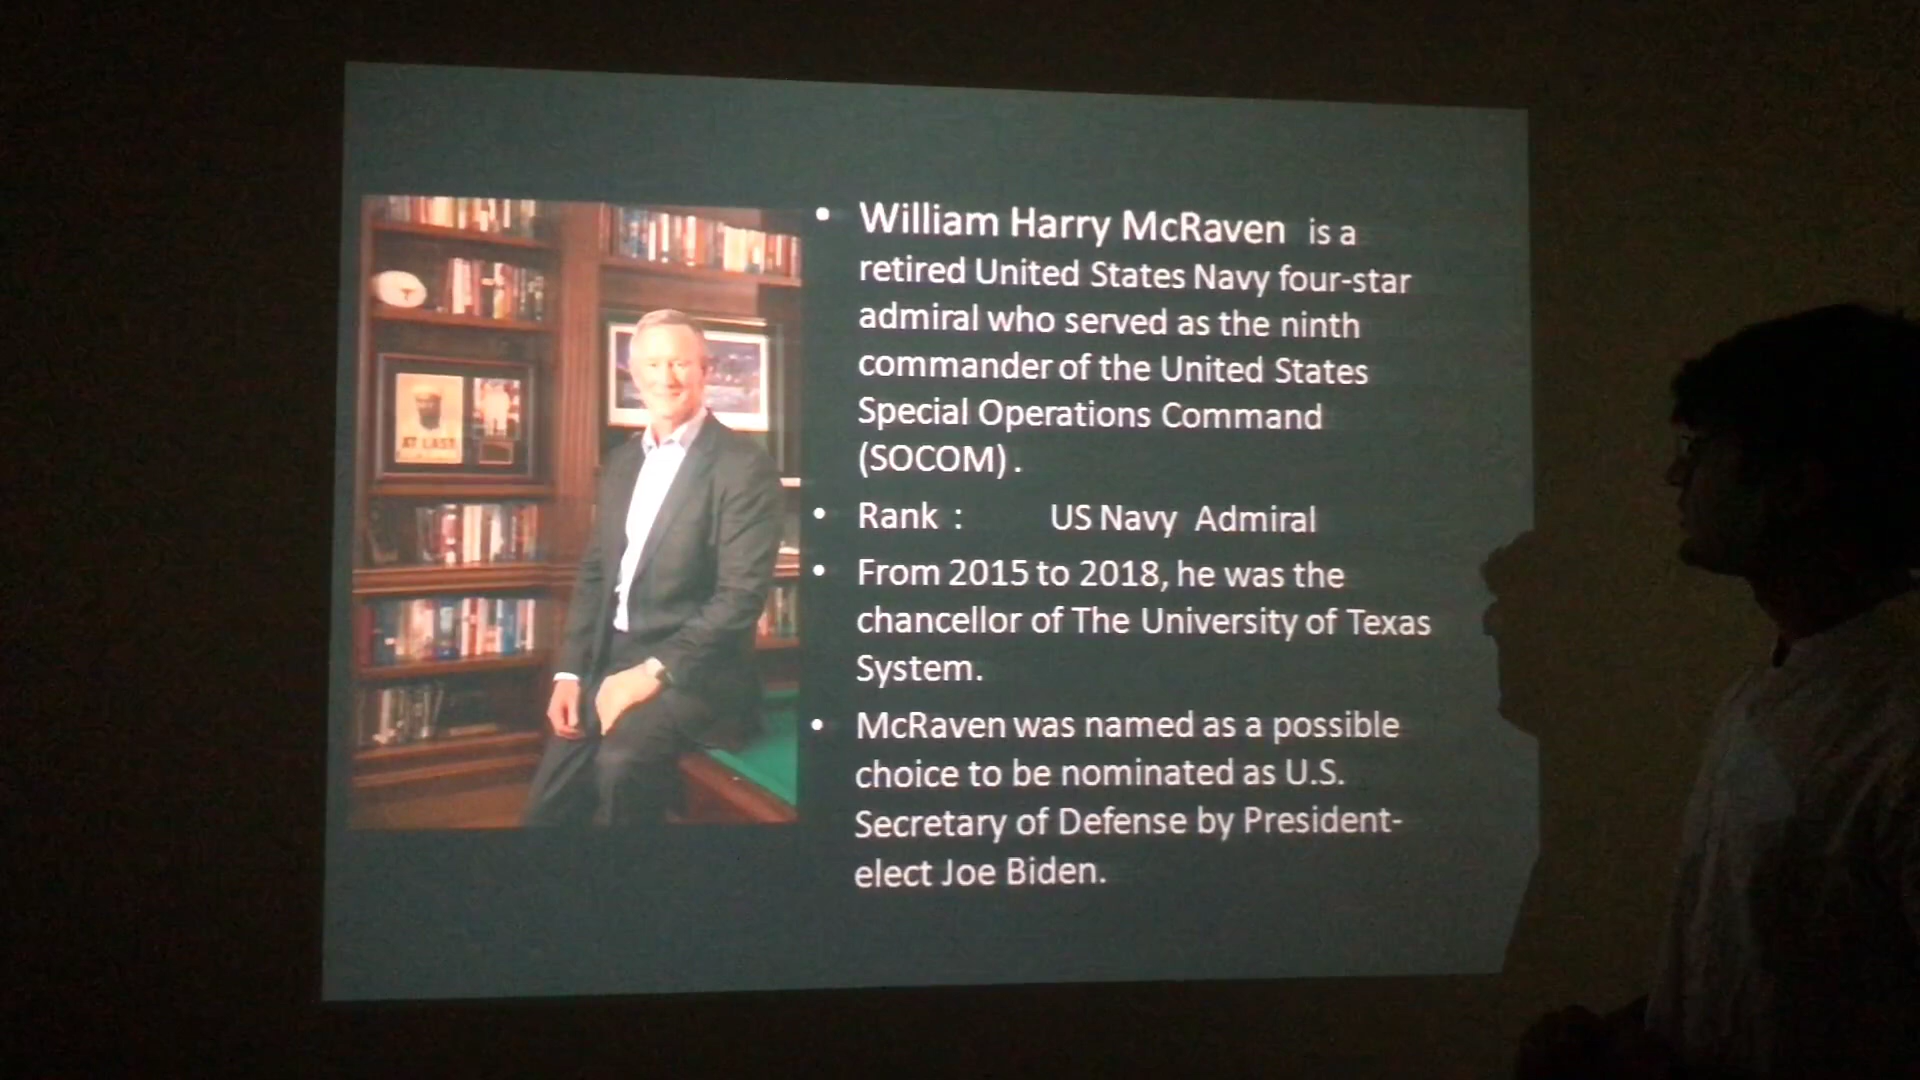 AT LAST
• William Harry McRaven is a
retired United States Navy four-star
admiral who served as the ninth
commander of the United States
Special Operations Command
(SOCOM) .
• Rank : US Navy Admiral
• From 2015 to 2018, he was the
chancellor of The University of Texas
System.
• McRaven was named as a possible
choice to be nominated as U.S.
Secretary of Defense by President-
elect Joe Biden.